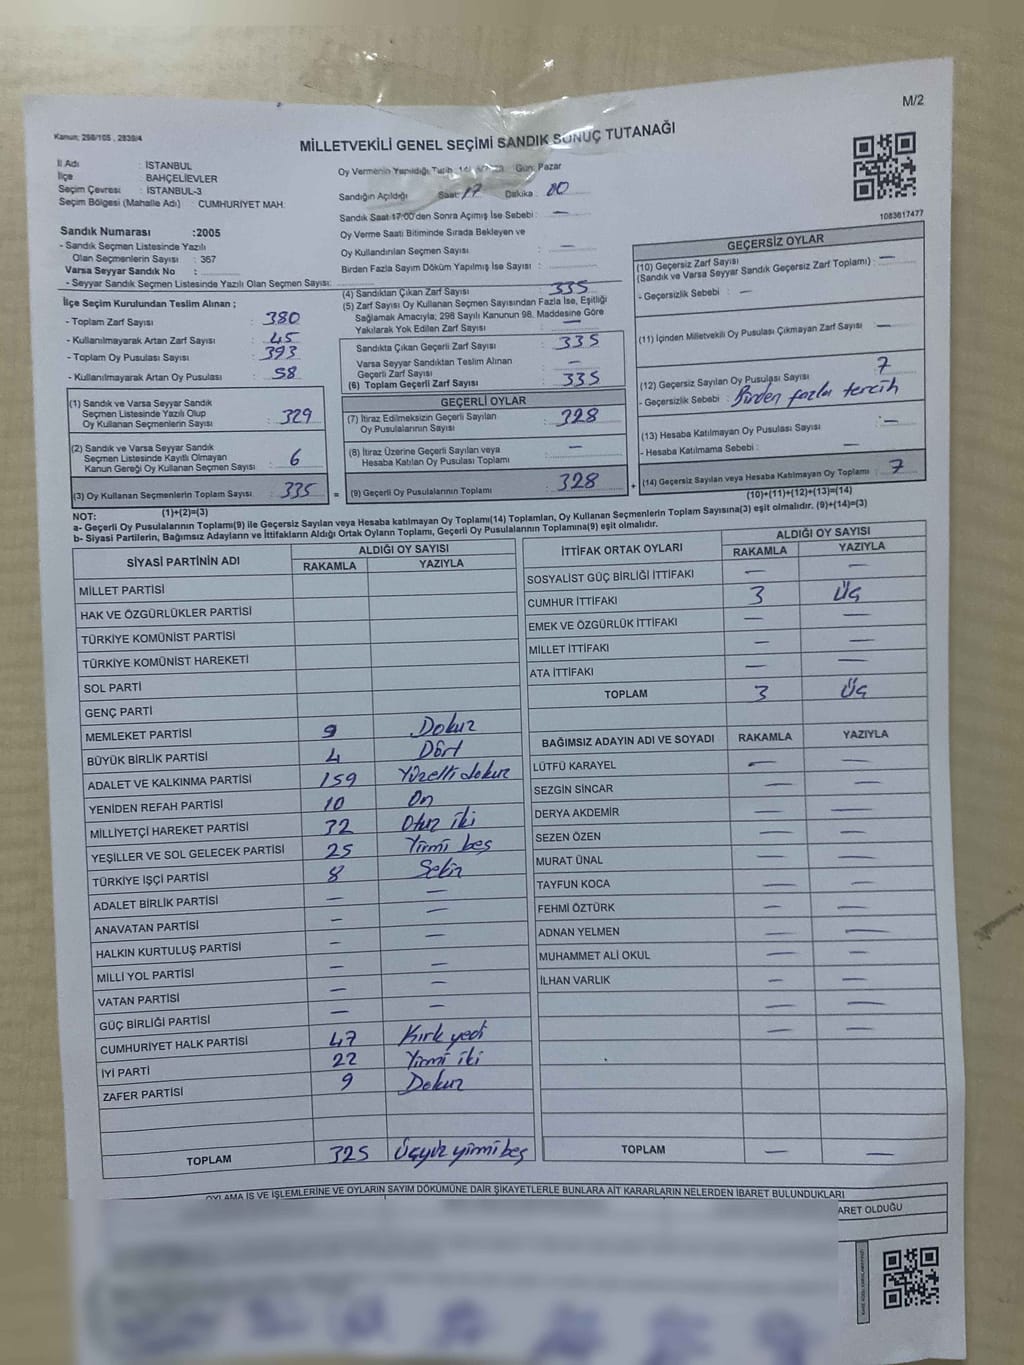 M/2
Kanun; 298/105 , 2839/4
MİLLETVEKİLİ GENEL SEÇİMİ SANDIK SONUÇ TUTANAĞI
İl Adı : İSTANBUL
İlçe BAHÇELİEVLER
Seçim Çevresi : İSTANBUL-3
Seçim Bölgesi (Mahalle Adı) : CUMHURİYET MAH.
Oy Vermenin Yapıldığı Tarih Gün: Pazar
Sandığın Açıldığı Saat: 17 Dakika : 00
Sandık Saat 17:00'den Sonra Açımış İse Sebebi : —
Oy Verme Saati Bitiminde Sırada Bekleyen ve
Oy Kullandırılan Seçmen Sayısı : —
Birden Fazla Sayım Döküm Yapılmış İse Sayısı :
1083617477
Sandık Numarası :2005
- Sandık Seçmen Listesinde Yazılı
Olan Seçmenlerin Sayısı : 367
Varsa Seyyar Sandık No :
- Seyyar Sandık Seçmen Listesinde Yazılı Olan Seçmen Sayısı:
İlçe Seçim Kurulundan Teslim Alınan ;
- Toplam Zarf Sayısı : 380
- Kullanılmayarak Artan Zarf Sayısı : 45
- Toplam Oy Pusulası Sayısı : 393
- Kullanılmayarak Artan Oy Pusulası : 58
(1) Sandık ve Varsa Seyyar Sandık
Seçmen Listesinde Yazılı Olup
Oy Kullanan Seçmenlerin Sayısı : 329
(2) Sandık ve Varsa Seyyar Sandık
Seçmen Listesinde Kayıtlı Olmayan
Kanun Gereği Oy Kullanan Seçmen Sayısı : 6
(3) Oy Kullanan Seçmenlerin Toplam Sayısı : 335
(1)+(2)=(3)
(4) Sandıktan Çıkan Zarf Sayısı : 335
(5) Zarf Sayısı Oy Kullanan Seçmen Sayısından Fazla İse, Eşitliği
Sağlamak Amacıyla; 298 Sayılı Kanunun 98. Maddesine Göre
Yakılarak Yok Edilen Zarf Sayısı : —
Sandıkta Çıkan Geçerli Zarf Sayısı : 335
Varsa Seyyar Sandıktan Teslim Alınan
Geçerli Zarf Sayısı : —
(6) Toplam Geçerli Zarf Sayısı : 335
GEÇERLİ OYLAR
(7) İtiraz Edilmeksizin Geçerli Sayılan
Oy Pusulalarının Sayısı : 328
(8) İtiraz Üzerine Geçerli Sayılan veya
Hesaba Katılan Oy Pusulası Toplamı : —
= (9) Geçerli Oy Pusulalarının Toplamı : 328
GEÇERSİZ OYLAR
(10) Geçersiz Zarf Sayısı : —
(Sandık ve Varsa Seyyar Sandık Geçersiz Zarf Toplamı)
- Geçersizlik Sebebi : —
(11) İçinden Milletvekili Oy Pusulası Çıkmayan Zarf Sayısı : —
(12) Geçersiz Sayılan Oy Pusulası Sayısı : 7
- Geçersizlik Sebebi : Birden fazla tercih
(13) Hesaba Katılmayan Oy Pusulası Sayısı : —
- Hesaba Katılmama Sebebi : —
+ (14) Geçersiz Sayılan veya Hesaba Katılmayan Oy Toplamı : 7
(10)+(11)+(12)+(13)=(14)
NOT:
a- Geçerli Oy Pusulalarının Toplamı(9) ile Geçersiz Sayılan veya Hesaba katılmayan Oy Toplamı(14) Toplamları, Oy Kullanan Seçmenlerin Toplam Sayısına(3) eşit olmalıdır. (9)+(14)=(3)
b- Siyasi Partilerin, Bağımsız Adayların ve İttifakların Aldığı Ortak Oyların Toplamı, Geçerli Oy Pusulalarının Toplamına(9) eşit olmalıdır.
SİYASİ PARTİNİN ADI ALDIĞI OY SAYISI
RAKAMLA YAZIYLA
MİLLET PARTİSİ
HAK VE ÖZGÜRLÜKLER PARTİSİ
TÜRKİYE KOMÜNİST PARTİSİ
TÜRKİYE KOMÜNİST HAREKETİ
SOL PARTİ
GENÇ PARTİ
MEMLEKET PARTİSİ 9 Dokuz
BÜYÜK BİRLİK PARTİSİ 4 Dört
ADALET VE KALKINMA PARTİSİ 159 Yüzelli dokuz
YENİDEN REFAH PARTİSİ 10 On
MİLLİYETÇİ HAREKET PARTİSİ 32 Otuz iki
YEŞİLLER VE SOL GELECEK PARTİSİ 25 Yirmi beş
TÜRKİYE İŞÇİ PARTİSİ 8 Sekiz
ADALET BİRLİK PARTİSİ — —
ANAVATAN PARTİSİ — —
HALKIN KURTULUŞ PARTİSİ — —
MİLLİ YOL PARTİSİ — —
VATAN PARTİSİ — —
GÜÇ BİRLİĞİ PARTİSİ — —
CUMHURİYET HALK PARTİSİ 47 Kırk yedi
İYİ PARTİ 22 Yirmi iki
ZAFER PARTİSİ 9 Dokuz
TOPLAM 325 Üçyüz yirmi beş
İTTİFAK ORTAK OYLARI ALDIĞI OY SAYISI
RAKAMLA YAZIYLA
SOSYALİST GÜÇ BİRLİĞİ İTTİFAKI — —
CUMHUR İTTİFAKI 3 Üç
EMEK VE ÖZGÜRLÜK İTTİFAKI — —
MİLLET İTTİFAKI — —
ATA İTTİFAKI — —
TOPLAM 3 Üç
BAĞIMSIZ ADAYIN ADI VE SOYADI RAKAMLA YAZIYLA
LÜTFÜ KARAYEL — —
SEZGİN SİNCAR — —
DERYA AKDEMİR — —
SEZEN ÖZEN — —
MURAT ÜNAL — —
TAYFUN KOCA — —
FEHMİ ÖZTÜRK — —
ADNAN YELMEN — —
MUHAMMET ALİ OKUL — —
İLHAN VARLIK — —
— —
— —
TOPLAM — —
OYLAMA İŞ VE İŞLEMLERİNE VE OYLARIN SAYIM DÖKÜMÜNE DAİR ŞİKAYETLERLE BUNLARA AİT KARARLARIN NELERDEN İBARET BULUNDUKLARI
ARET OLDUĞU